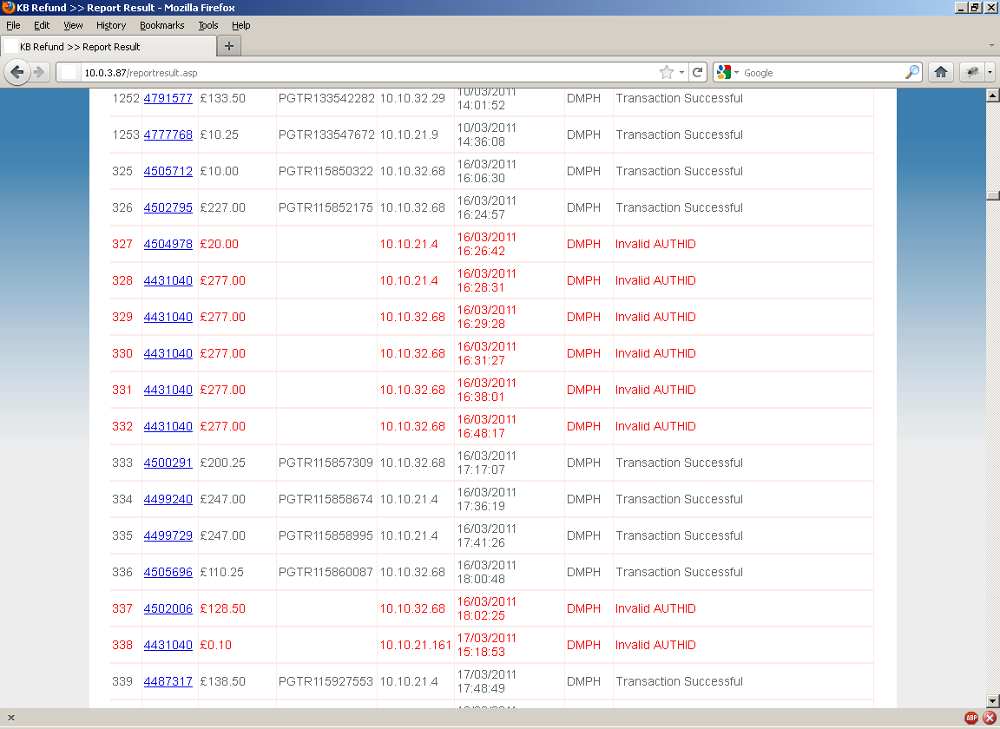 KB Refund >> Report Result - Mozilla Firefox
File Edit View History Bookmarks Tools Help
KB Refund >> Report Result
10.0.3.87/reportresult.asp Google
1252 4791577 £133.50 PGTR133542282 10.10.32.29 10/03/2011 14:01:52 DMPH Transaction Successful
1253 4777768 £10.25 PGTR133547672 10.10.21.9 10/03/2011 14:36:08 DMPH Transaction Successful
325 4505712 £10.00 PGTR115850322 10.10.32.68 16/03/2011 16:06:30 DMPH Transaction Successful
326 4502795 £227.00 PGTR115852175 10.10.32.68 16/03/2011 16:24:57 DMPH Transaction Successful
327 4504978 £20.00 10.10.21.4 16/03/2011 16:26:42 DMPH Invalid AUTHID
328 4431040 £277.00 10.10.21.4 16/03/2011 16:28:31 DMPH Invalid AUTHID
329 4431040 £277.00 10.10.32.68 16/03/2011 16:29:28 DMPH Invalid AUTHID
330 4431040 £277.00 10.10.32.68 16/03/2011 16:31:27 DMPH Invalid AUTHID
331 4431040 £277.00 10.10.32.68 16/03/2011 16:38:01 DMPH Invalid AUTHID
332 4431040 £277.00 10.10.32.68 16/03/2011 16:48:17 DMPH Invalid AUTHID
333 4500291 £200.25 PGTR115857309 10.10.32.68 16/03/2011 17:17:07 DMPH Transaction Successful
334 4499240 £247.00 PGTR115858674 10.10.21.4 16/03/2011 17:36:19 DMPH Transaction Successful
335 4499729 £247.00 PGTR115858995 10.10.21.4 16/03/2011 17:41:26 DMPH Transaction Successful
336 4505696 £110.25 PGTR115860087 10.10.32.68 16/03/2011 18:00:48 DMPH Transaction Successful
337 4502006 £128.50 10.10.32.68 16/03/2011 18:02:25 DMPH Invalid AUTHID
338 4431040 £0.10 10.10.21.161 17/03/2011 15:18:53 DMPH Invalid AUTHID
339 4487317 £138.50 PGTR115927553 10.10.21.4 17/03/2011 17:48:49 DMPH Transaction Successful
ABP